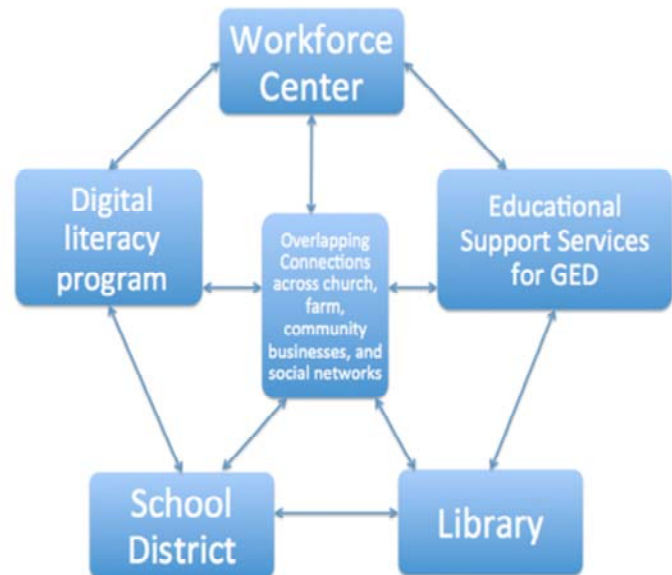 Workforce
Center
Digital
literacy
program
Educational
Support Services
for GED
Overlapping
Connections
across church,
farm,
community
businesses, and
social networks
School
District
Library